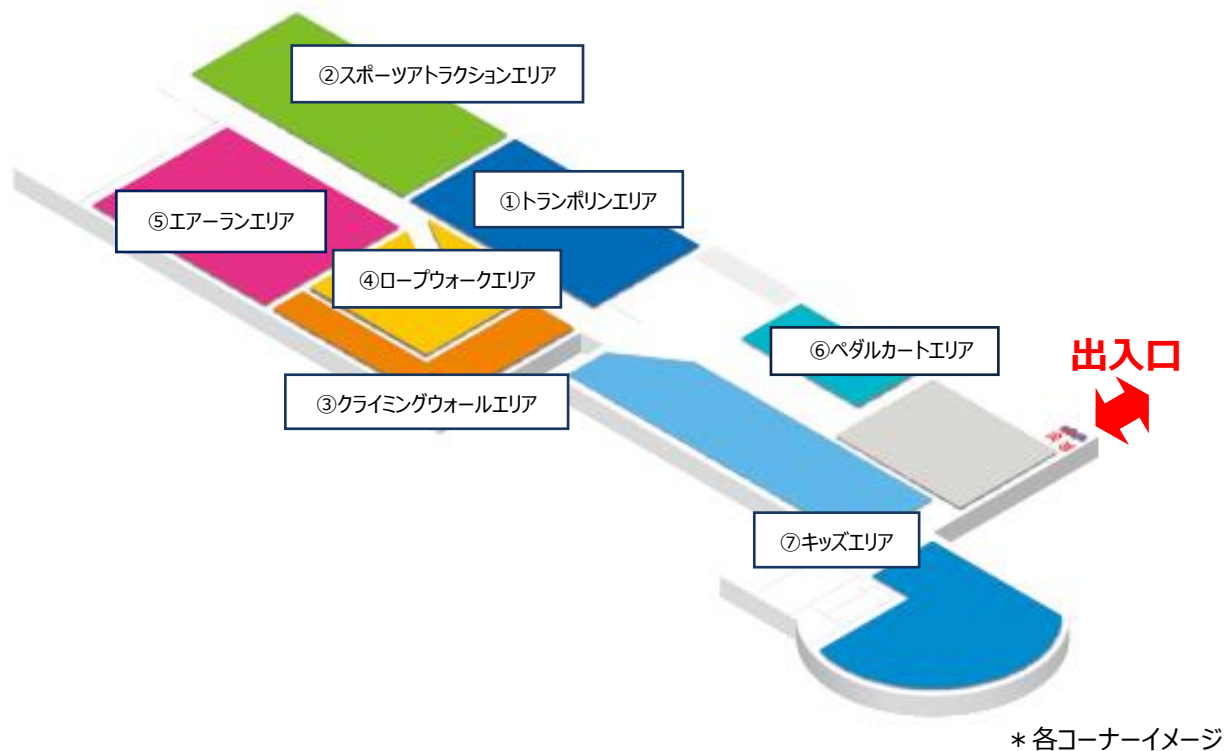 ②スポーツアトラクションエリア
①トランポリンエリア
⑤エアーランエリア
④ロープウォークエリア
⑥ペダルカートエリア
出入口
③クライミングウォールエリア
⑦キッズエリア
＊各コーナーイメージ